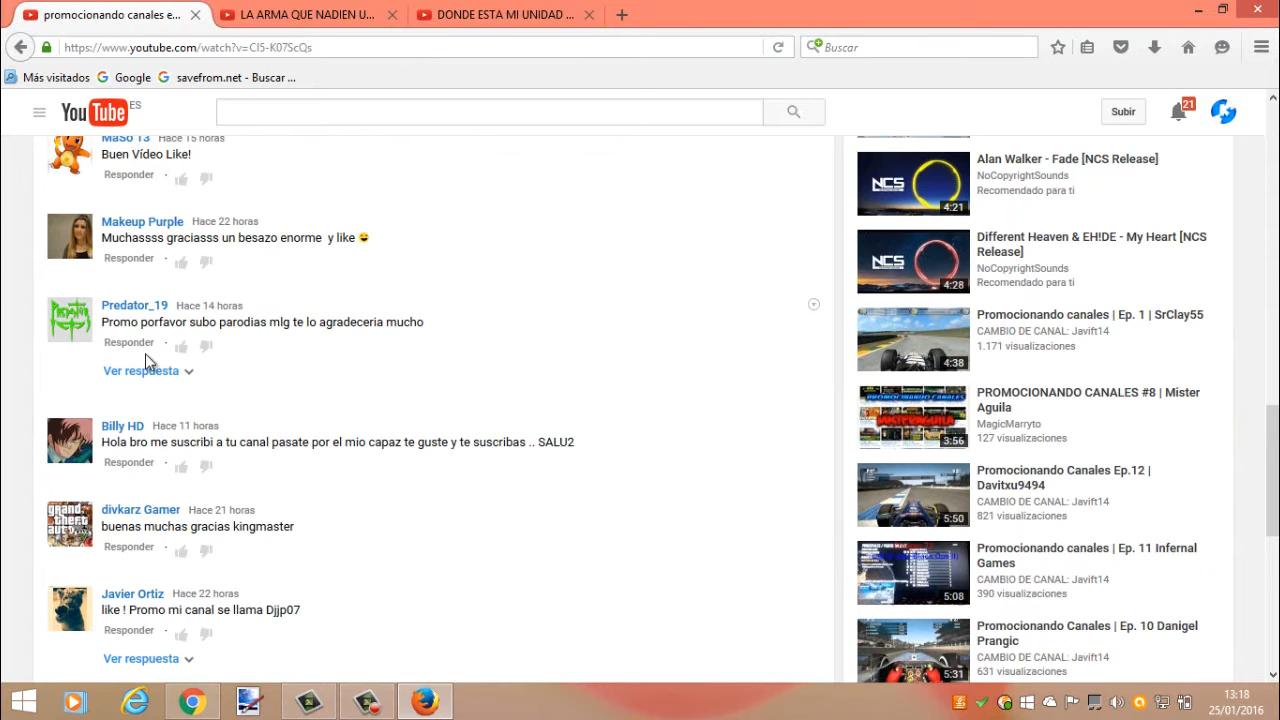 promocionando canales e...
LA ARMA QUE NADIEN U...
DONDE ESTA MI UNIDAD ...
https://www.youtube.com/watch?v=CI5-K07ScQs
Buscar
Más visitados
Google
savefrom.net - Buscar ...
YouTube ES
Subir
21
MaSo 13 Hace 15 horas
Buen Vídeo Like!
Responder
Makeup Purple Hace 22 horas
Muchassss graciasss un besazo enorme y like 😄
Responder
Predator_19 Hace 14 horas
Promo porfavor subo parodias mlg te lo agradeceria mucho
Responder
Ver respuesta
Billy HD Hace 11 horas
Hola bro me suscribi a tu canal pasate por el mio capaz te guste y te suscribas .. SALU2
Responder
divkarz Gamer Hace 21 horas
buenas muchas gracias kingmaster
Responder
Javier Ortiz Hace 22 horas
like ! Promo mi canal se llama Djjp07
Responder
Ver respuesta
NCS
4:21
Alan Walker - Fade [NCS Release]
NoCopyrightSounds
Recomendado para ti
NCS
4:28
Different Heaven & EH!DE - My Heart [NCS
Release]
NoCopyrightSounds
Recomendado para ti
4:38
Promocionando canales | Ep. 1 | SrClay55
CAMBIO DE CANAL: Javift14
1.171 visualizaciones
PROMOCIONANDO CANALES
3:56
PROMOCIONANDO CANALES #8 | Mister
Aguila
MagicMarryto
127 visualizaciones
5:50
Promocionando Canales Ep.12 |
Davitxu9494
CAMBIO DE CANAL: Javift14
821 visualizaciones
5:08
Promocionando canales | Ep. 11 Infernal
Games
CAMBIO DE CANAL: Javift14
390 visualizaciones
5:31
Promocionando Canales | Ep. 10 Danigel
Prangic
CAMBIO DE CANAL: Javift14
631 visualizaciones
13:18
25/01/2016